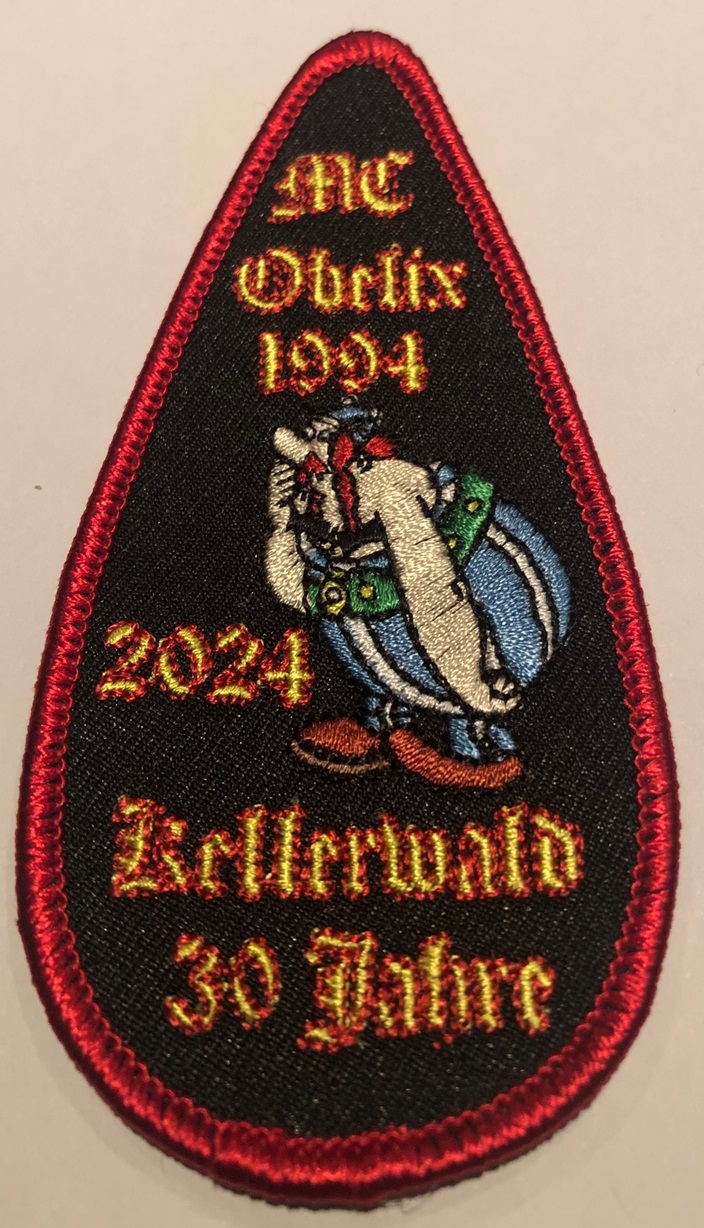 MC
Obelix
1994
2024
Kellerwald
30 Jahre